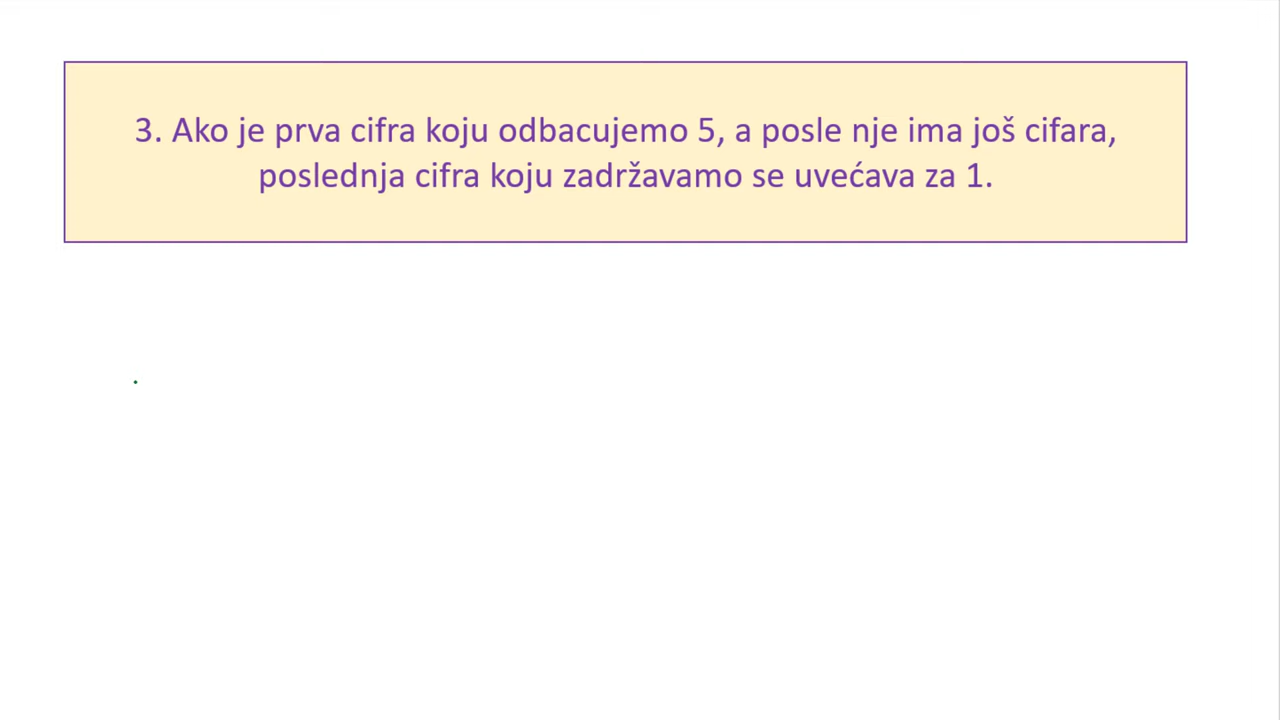 3. Ako je prva cifra koju odbacujemo 5, a posle nje ima još cifara,
poslednja cifra koju zadržavamo se uvećava za 1.